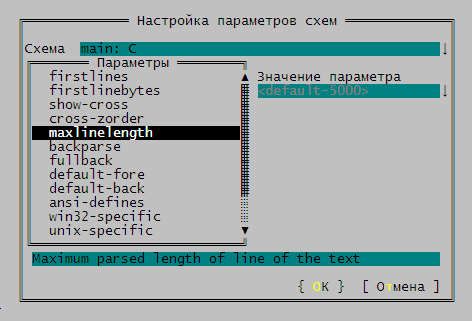 Настройка параметров схем
Схема main: C
Параметры
Значение параметра
<default-5000>
firstlines
firstlinebytes
show-cross
cross-zorder
maxlinelength
backparse
fullback
default-fore
default-back
ansi-defines
win32-specific
unix-specific
Maximum parsed length of line of the text
{ OK } [ Отмена ]